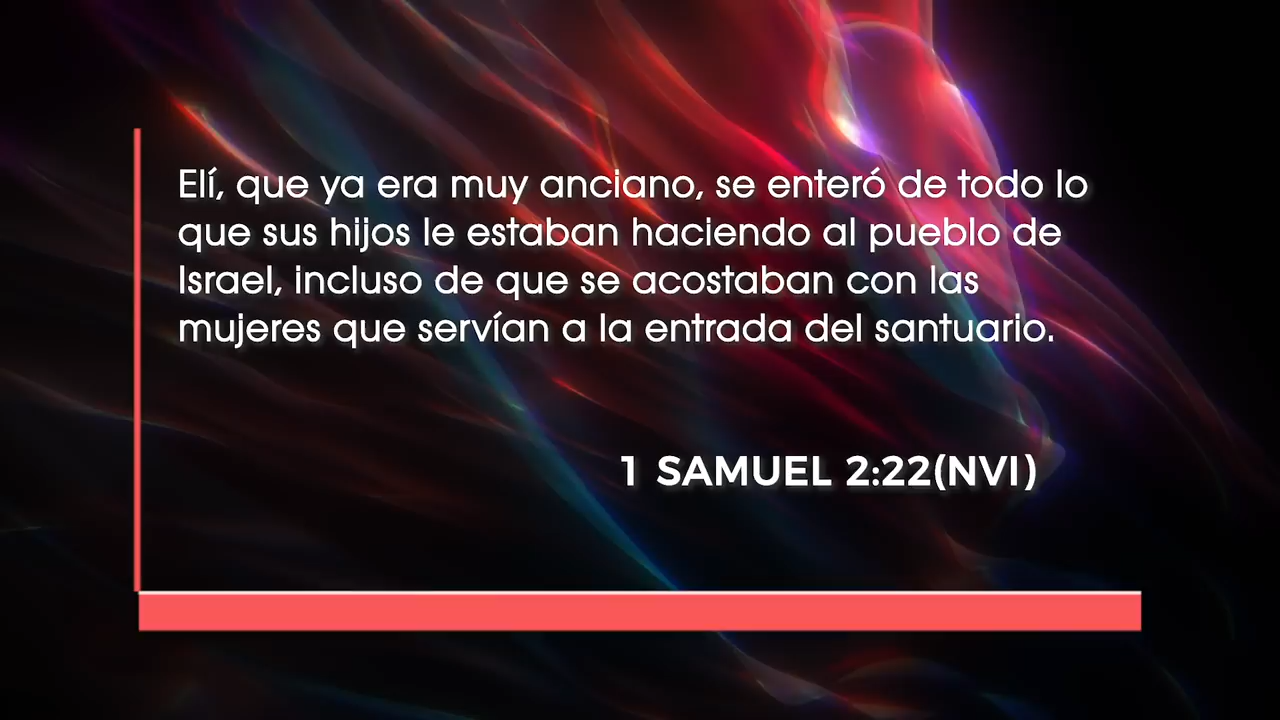 Elí, que ya era muy anciano, se enteró de todo lo
que sus hijos le estaban haciendo al pueblo de
Israel, incluso de que se acostaban con las
mujeres que servían a la entrada del santuario.
1 SAMUEL 2:22(NVI)